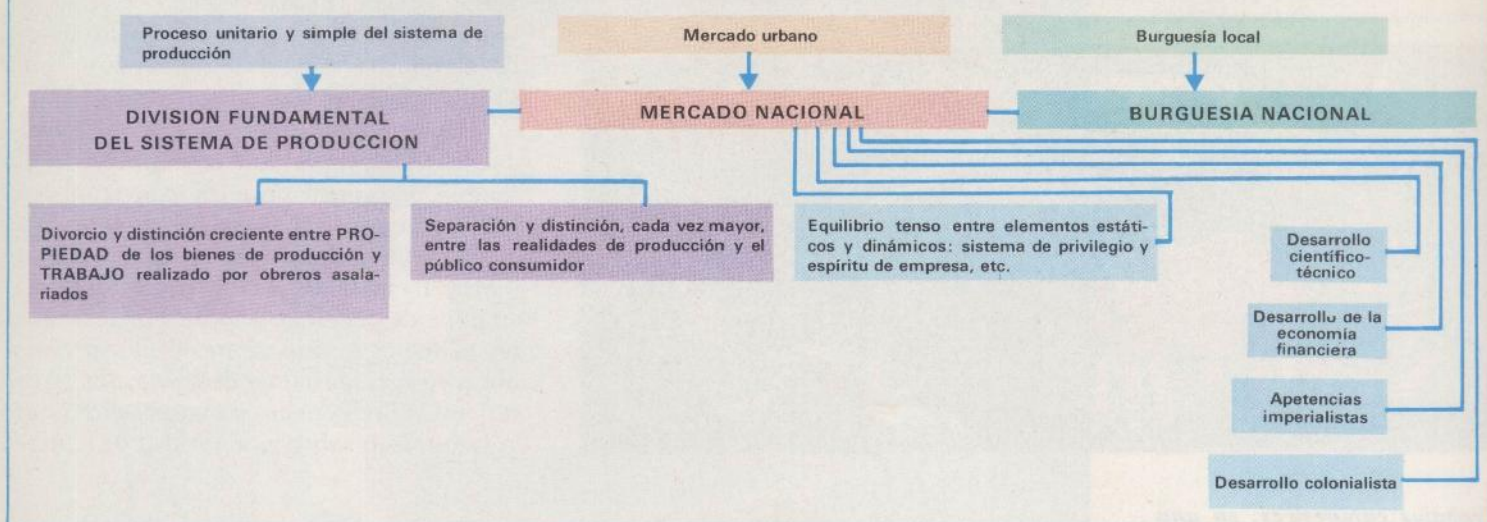 Proceso unitario y simple del sistema de
producción
Mercado urbano
Burguesía local
DIVISION FUNDAMENTAL
DEL SISTEMA DE PRODUCCION
MERCADO NACIONAL
BURGUESIA NACIONAL
Divorcio y distinción creciente entre PRO-
PIEDAD de los bienes de producción y
TRABAJO realizado por obreros asala-
riados
Separación y distinción, cada vez mayor,
entre las realidades de producción y el
público consumidor
Equilibrio tenso entre elementos estáti-
cos y dinámicos: sistema de privilegio y
espíritu de empresa, etc.
Desarrollo
científico-
técnico
Desarrollo de la
economía
financiera
Apetencias
imperialistas
Desarrollo colonialista